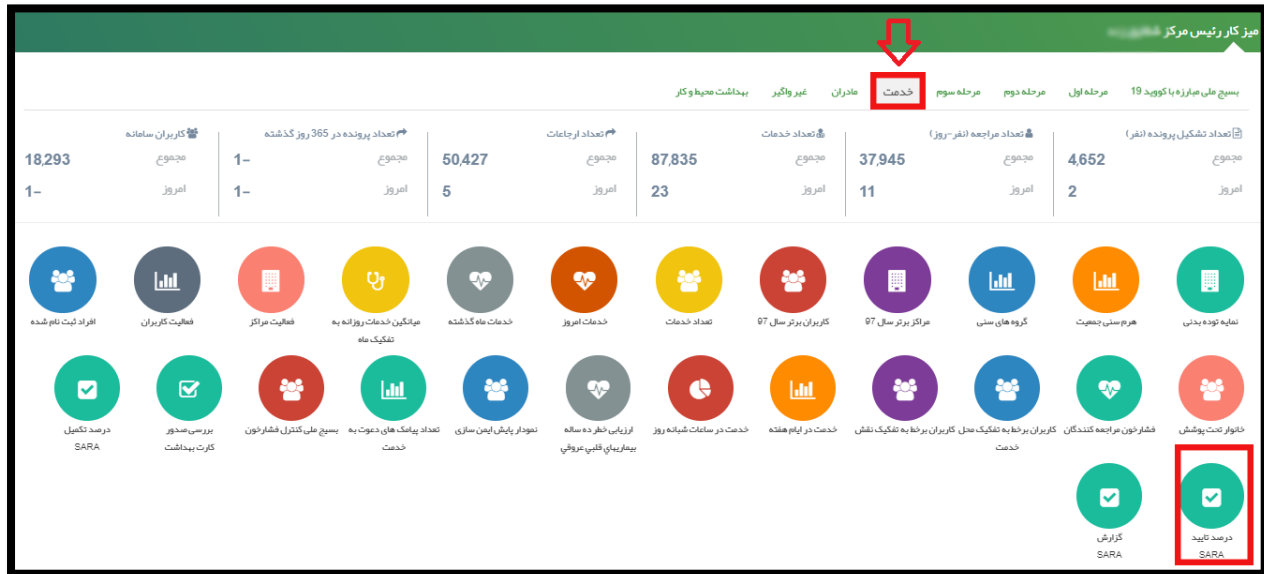 میز کار رئیس مرکز
بسیج ملی مبارزه با کووید 19
مرحله اول
مرحله دوم
مرحله سوم
خدمت
مادران
غیر واگیر
بهداشت محیط و کار
تعداد تشکیل پرونده (نفر)
مجموع 4,652
امروز 2
تعداد مراجعه (نفر-روز)
مجموع 37,945
امروز 11
تعداد خدمات
مجموع 87,835
امروز 23
تعداد ارجاعات
مجموع 50,427
امروز 5
تعداد پرونده در 365 روز گذشته
مجموع 1-
امروز 1-
کاربران سامانه
مجموع 18,293
امروز 1-
نمایه توده بدنی
هرم سنی جمعیت
گروه های سنی
مراکز برتر سال 97
کاربران برتر سال 97
تعداد خدمات
خدمات امروز
خدمات ماه گذشته
میانگین خدمات روزانه به
تفکیک ماه
فعالیت مراکز
فعالیت کاربران
افراد ثبت نام شده
خانوار تحت پوشش
فشارخون مراجعه کنندگان
کاربران برخط به تفکیک محل
خدمت
کاربران برخط به تفکیک نقش
خدمت در ایام هفته
خدمت در ساعات شبانه روز
ارزیابی خطر ده ساله
بیماریهای قلبي عروقي
نمودار پایش ایمن سازی
تعداد پیامک های دعوت به
خدمت
بسیج ملی کنترل فشارخون
بررسی صدور
کارت بهداشت
درصد تکمیل
SARA
درصد تایید
SARA
گزارش
SARA